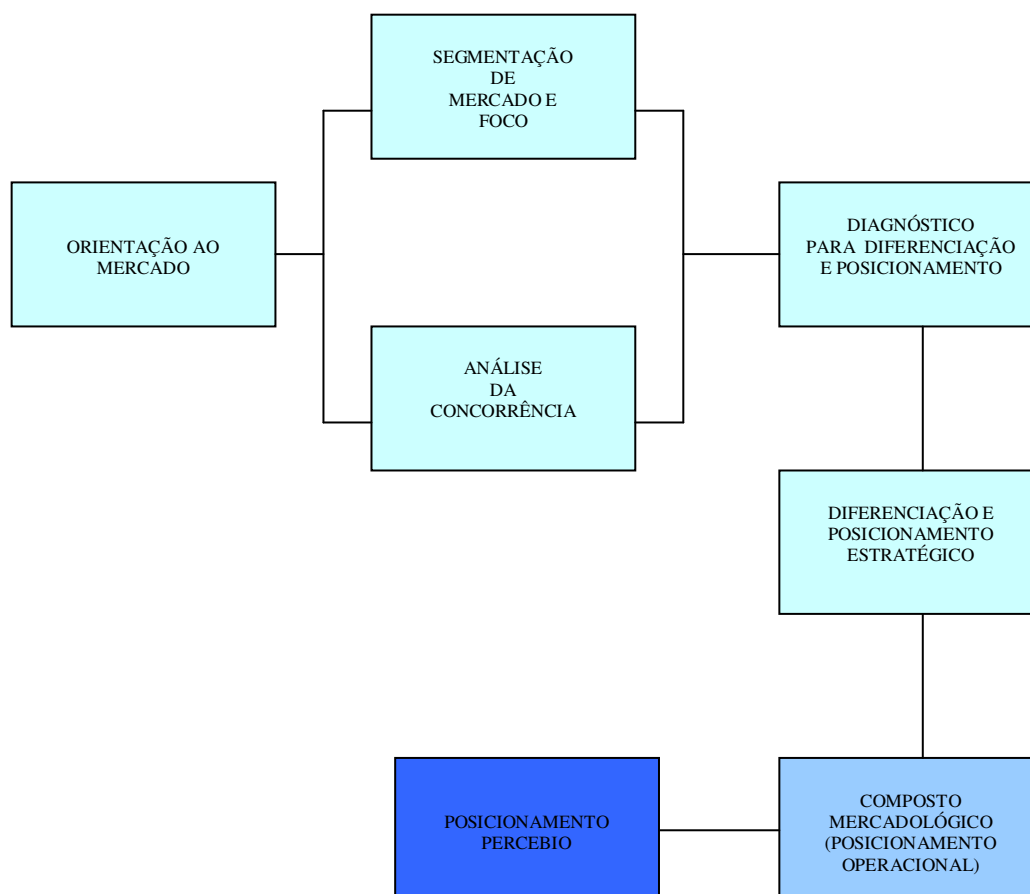 SEGMENTAÇÃO
DE
MERCADO E
FOCO
ORIENTAÇÃO AO
MERCADO
DIAGNÓSTICO
PARA DIFERENCIAÇÃO
E POSICIONAMENTO
ANÁLISE
DA
CONCORRÊNCIA
DIFERENCIAÇÃO E
POSICIONAMENTO
ESTRATÉGICO
POSICIONAMENTO
PERCEBIO
COMPOSTO
MERCADOLÓGICO
(POSICIONAMENTO
OPERACIONAL)